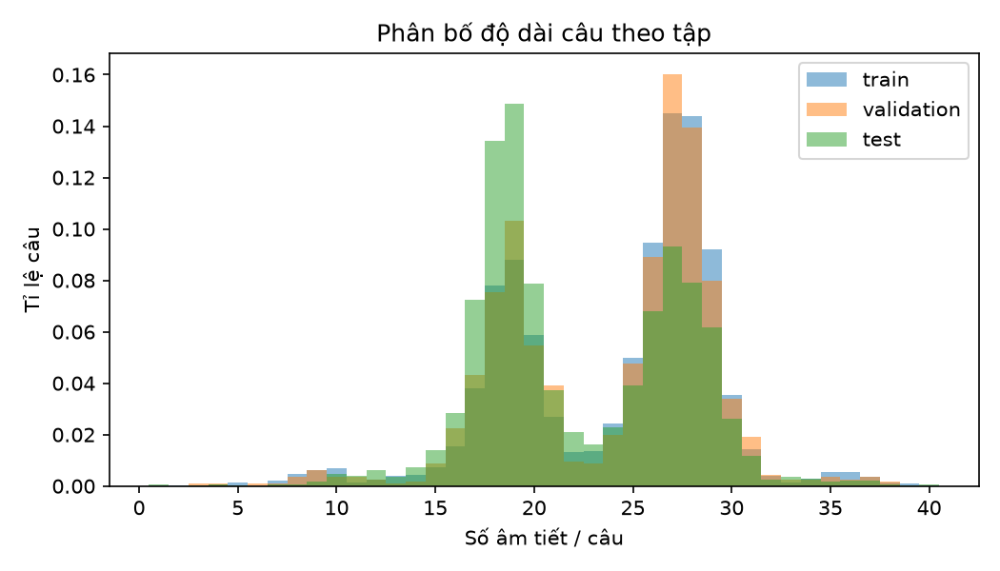 Phân bố độ dài câu theo tập
train
validation
test
Tỉ lệ câu
0.16
0.14
0.12
0.10
0.08
0.06
0.04
0.02
0.00
0 5 10 15 20 25 30 35 40
Số âm tiết / câu